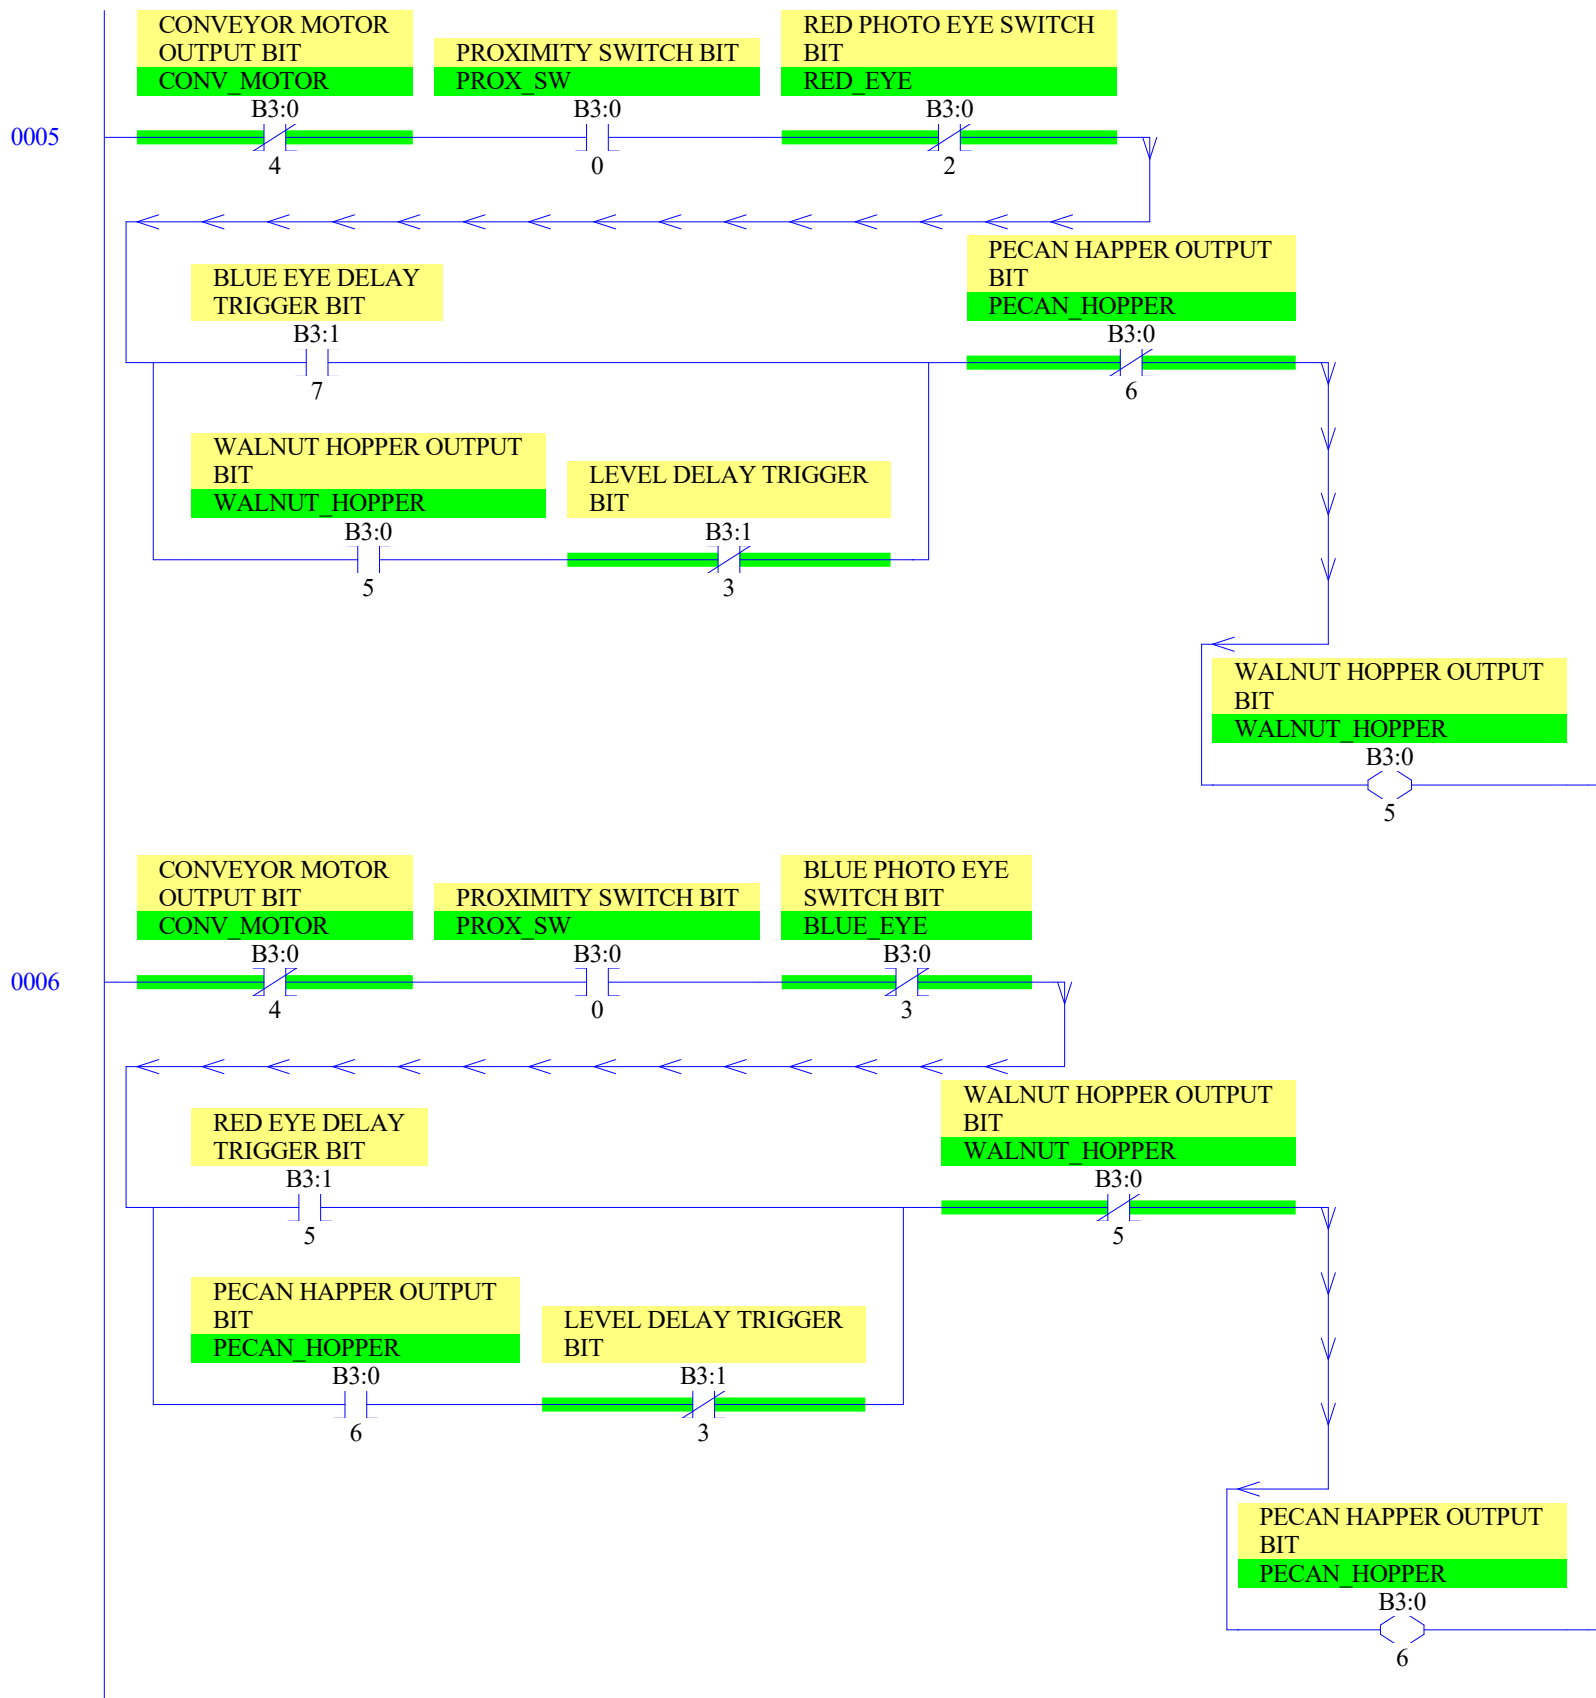 CONVEYOR MOTOR
OUTPUT BIT
CONV_MOTOR
B3:0
4
PROXIMITY SWITCH BIT
PROX_SW
B3:0
0
RED PHOTO EYE SWITCH
BIT
RED_EYE
B3:0
2
0005
BLUE EYE DELAY
TRIGGER BIT
B3:1
7
PECAN HAPPER OUTPUT
BIT
PECAN_HOPPER
B3:0
6
WALNUT HOPPER OUTPUT
BIT
WALNUT_HOPPER
B3:0
5
LEVEL DELAY TRIGGER
BIT
B3:1
3
WALNUT HOPPER OUTPUT
BIT
WALNUT_HOPPER
B3:0
5
CONVEYOR MOTOR
OUTPUT BIT
CONV_MOTOR
B3:0
4
PROXIMITY SWITCH BIT
PROX_SW
B3:0
0
BLUE PHOTO EYE
SWITCH BIT
BLUE_EYE
B3:0
3
0006
RED EYE DELAY
TRIGGER BIT
B3:1
5
WALNUT HOPPER OUTPUT
BIT
WALNUT_HOPPER
B3:0
5
PECAN HAPPER OUTPUT
BIT
PECAN_HOPPER
B3:0
6
LEVEL DELAY TRIGGER
BIT
B3:1
3
PECAN HAPPER OUTPUT
BIT
PECAN_HOPPER
B3:0
6